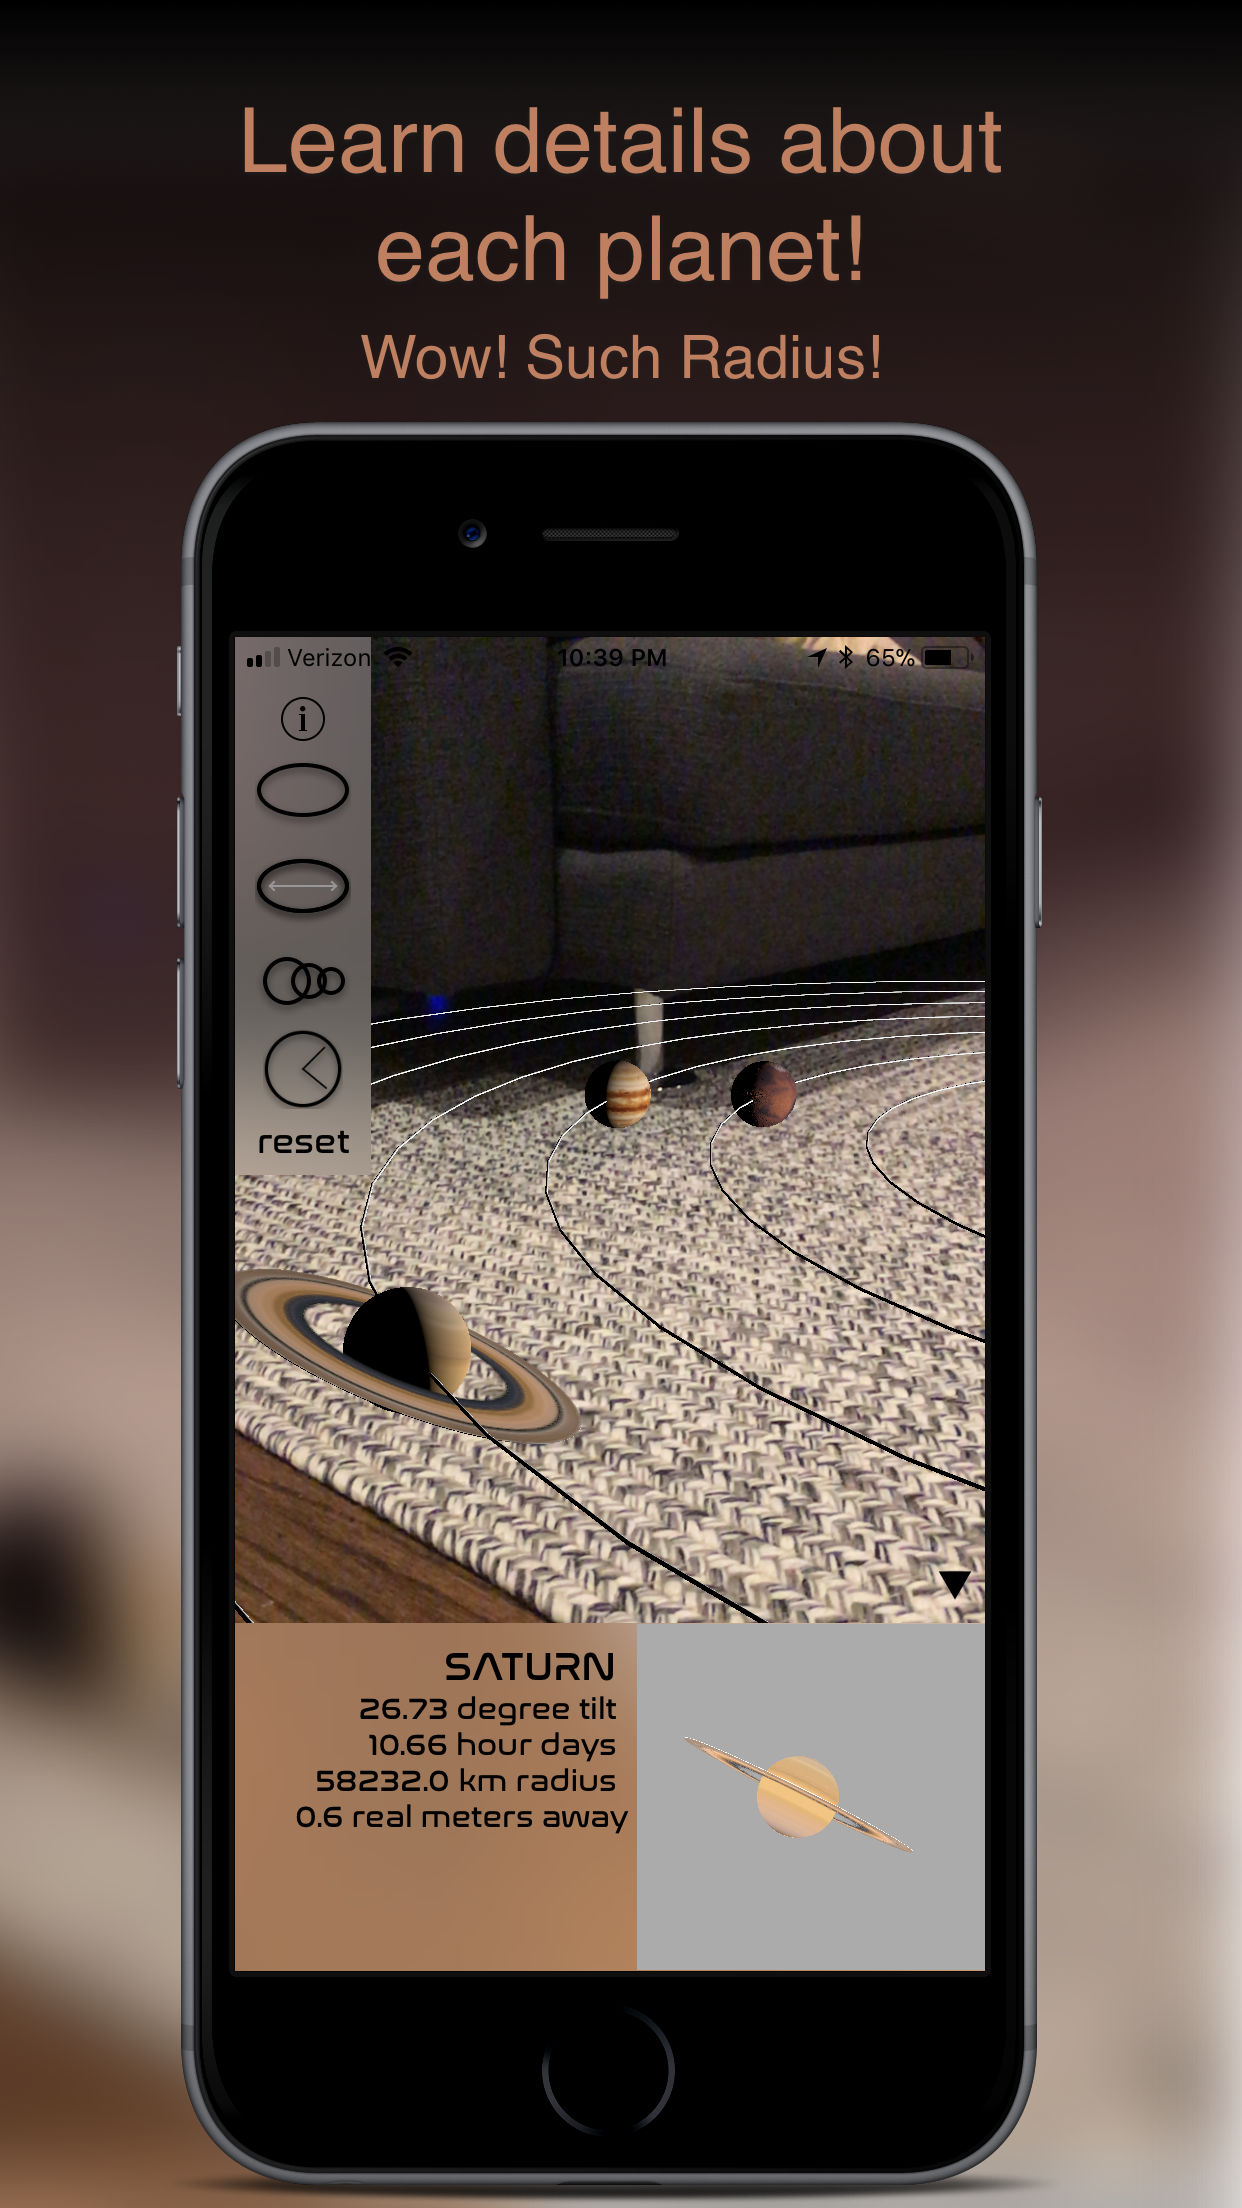 Learn details about
each planet!
Wow! Such Radius!
Verizon 10:39 PM 65%
i
reset
SATURN
26.73 degree tilt
10.66 hour days
58232.0 km radius
0.6 real meters away